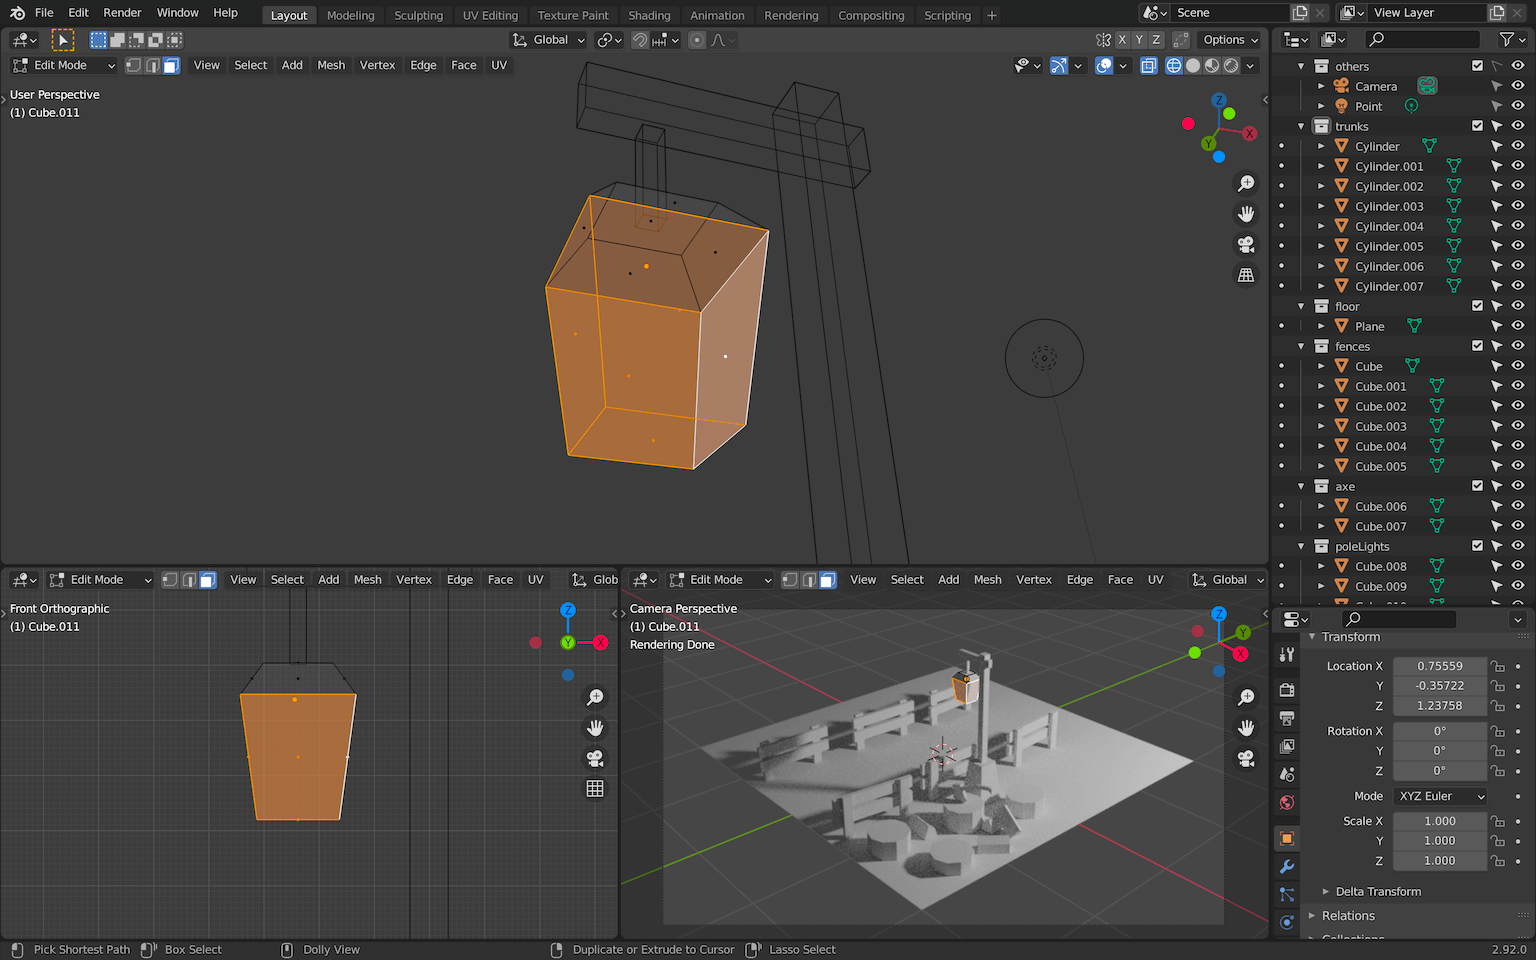 File Edit Render Window Help Layout Modeling Sculpting UV Editing Texture Paint Shading Animation Rendering Compositing Scripting + Scene View Layer
Global X Y Z Options
Edit Mode View Select Add Mesh Vertex Edge Face UV
User Perspective
(1) Cube.011
Z
X
Y
others
Camera
Point
trunks
Cylinder
Cylinder.001
Cylinder.002
Cylinder.003
Cylinder.004
Cylinder.005
Cylinder.006
Cylinder.007
floor
Plane
fences
Cube
Cube.001
Cube.002
Cube.003
Cube.004
Cube.005
axe
Cube.006
Cube.007
poleLights
Cube.008
Cube.009
Edit Mode View Select Add Mesh Vertex Edge Face UV Glob
Front Orthographic
(1) Cube.011
Z
Y X
Edit Mode View Select Add Mesh Vertex Edge Face UV Global
Camera Perspective
(1) Cube.011
Rendering Done
Z
Y
X
Transform
Location X 0.75559
Y -0.35722
Z 1.23758
Rotation X 0°
Y 0°
Z 0°
Mode XYZ Euler
Scale X 1.000
Y 1.000
Z 1.000
Delta Transform
Relations
Pick Shortest Path Box Select Dolly View Duplicate or Extrude to Cursor Lasso Select 2.92.0